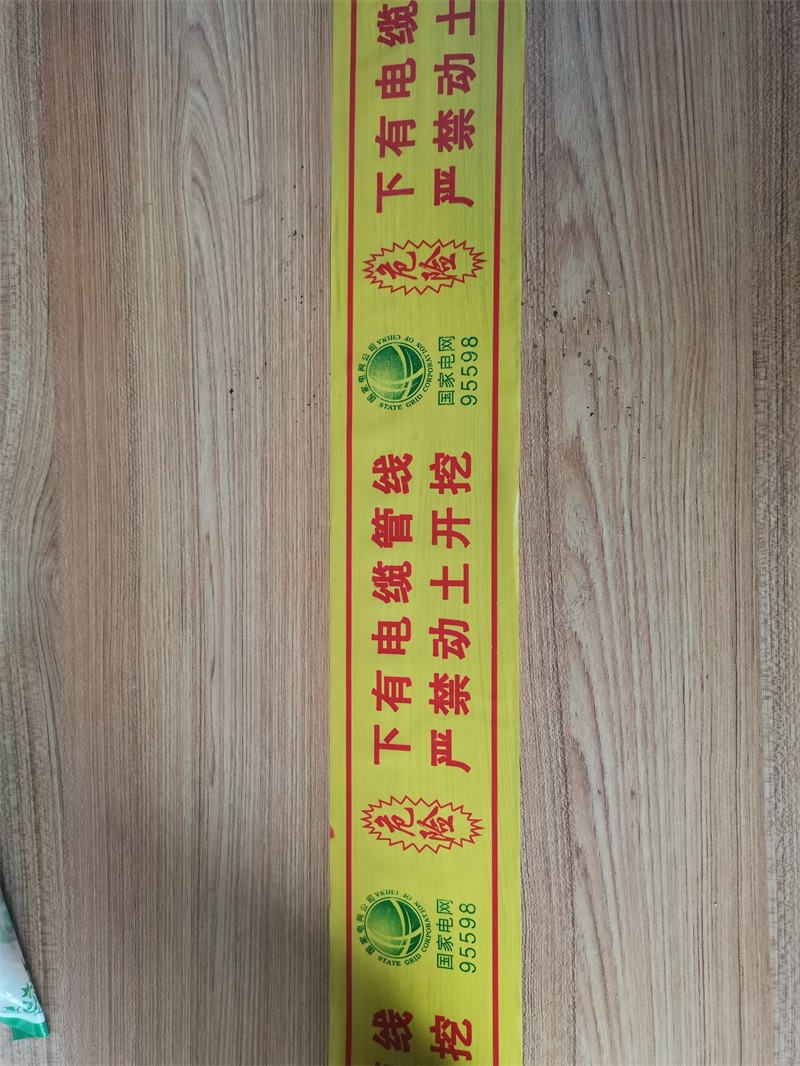 线
挖
国家电网公司
STATE GRID CORPORATION OF CHINA
国家电网
95598
危险
下有电缆管线
严禁动土开挖
国家电网公司
STATE GRID CORPORATION OF CHINA
国家电网
95598
危险
下有电缆
严禁动土